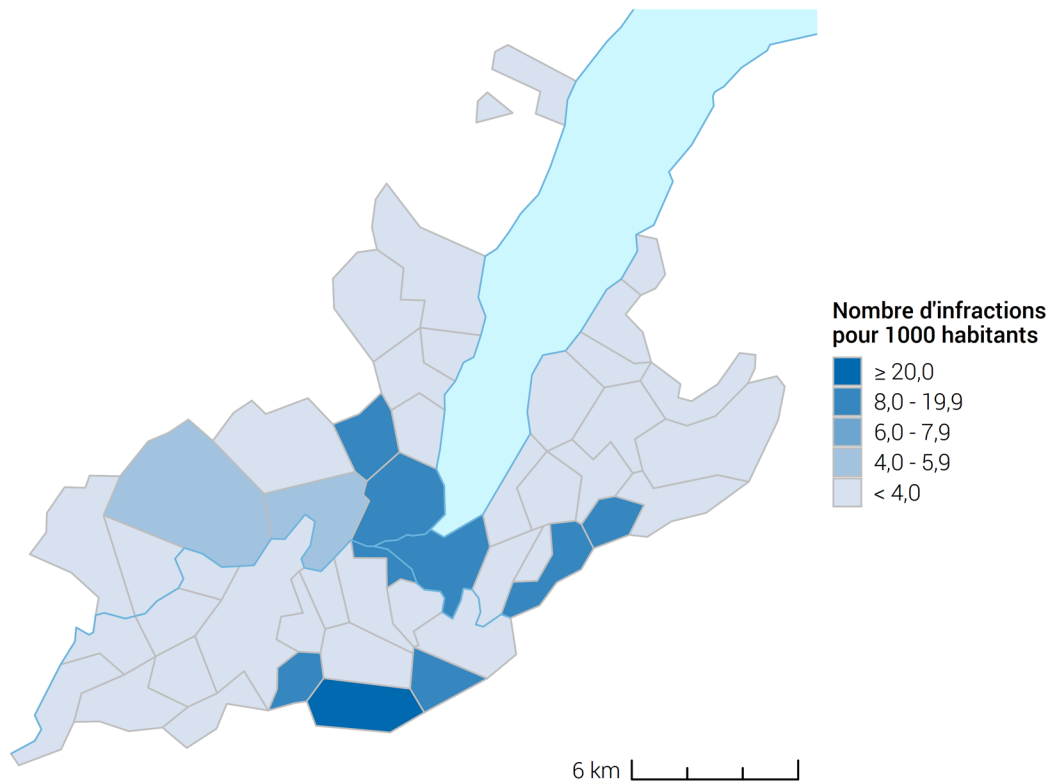 Nombre d'infractions
pour 1000 habitants
≥ 20,0
8,0 - 19,9
6,0 - 7,9
4,0 - 5,9
< 4,0
6 km